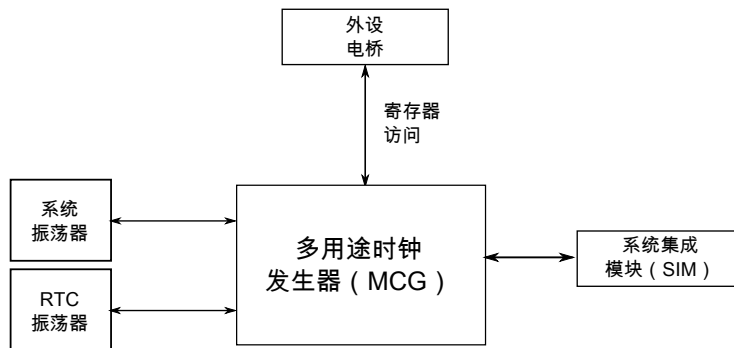 外设
电桥
寄存器
访问
系统
振荡器
多用途时钟
发生器（MCG）
系统集成
模块（SIM）
RTC
振荡器